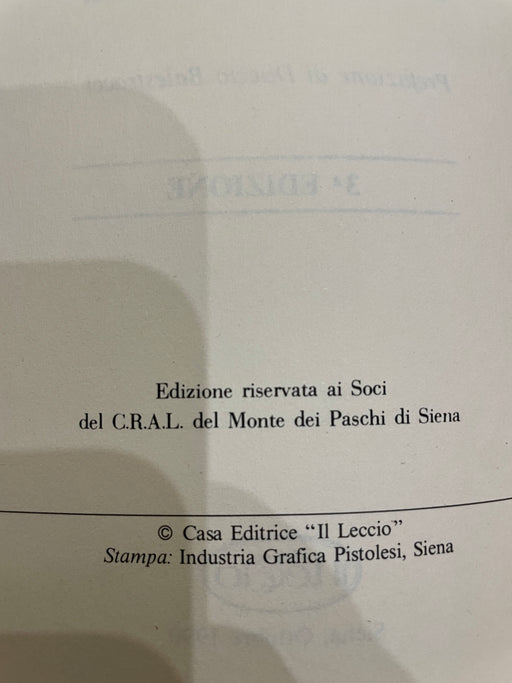 Edizione riservata ai Soci
del C.R.A.L. del Monte dei Paschi di Siena
© Casa Editrice “Il Leccio”
Stampa: Industria Grafica Pistolesi, Siena